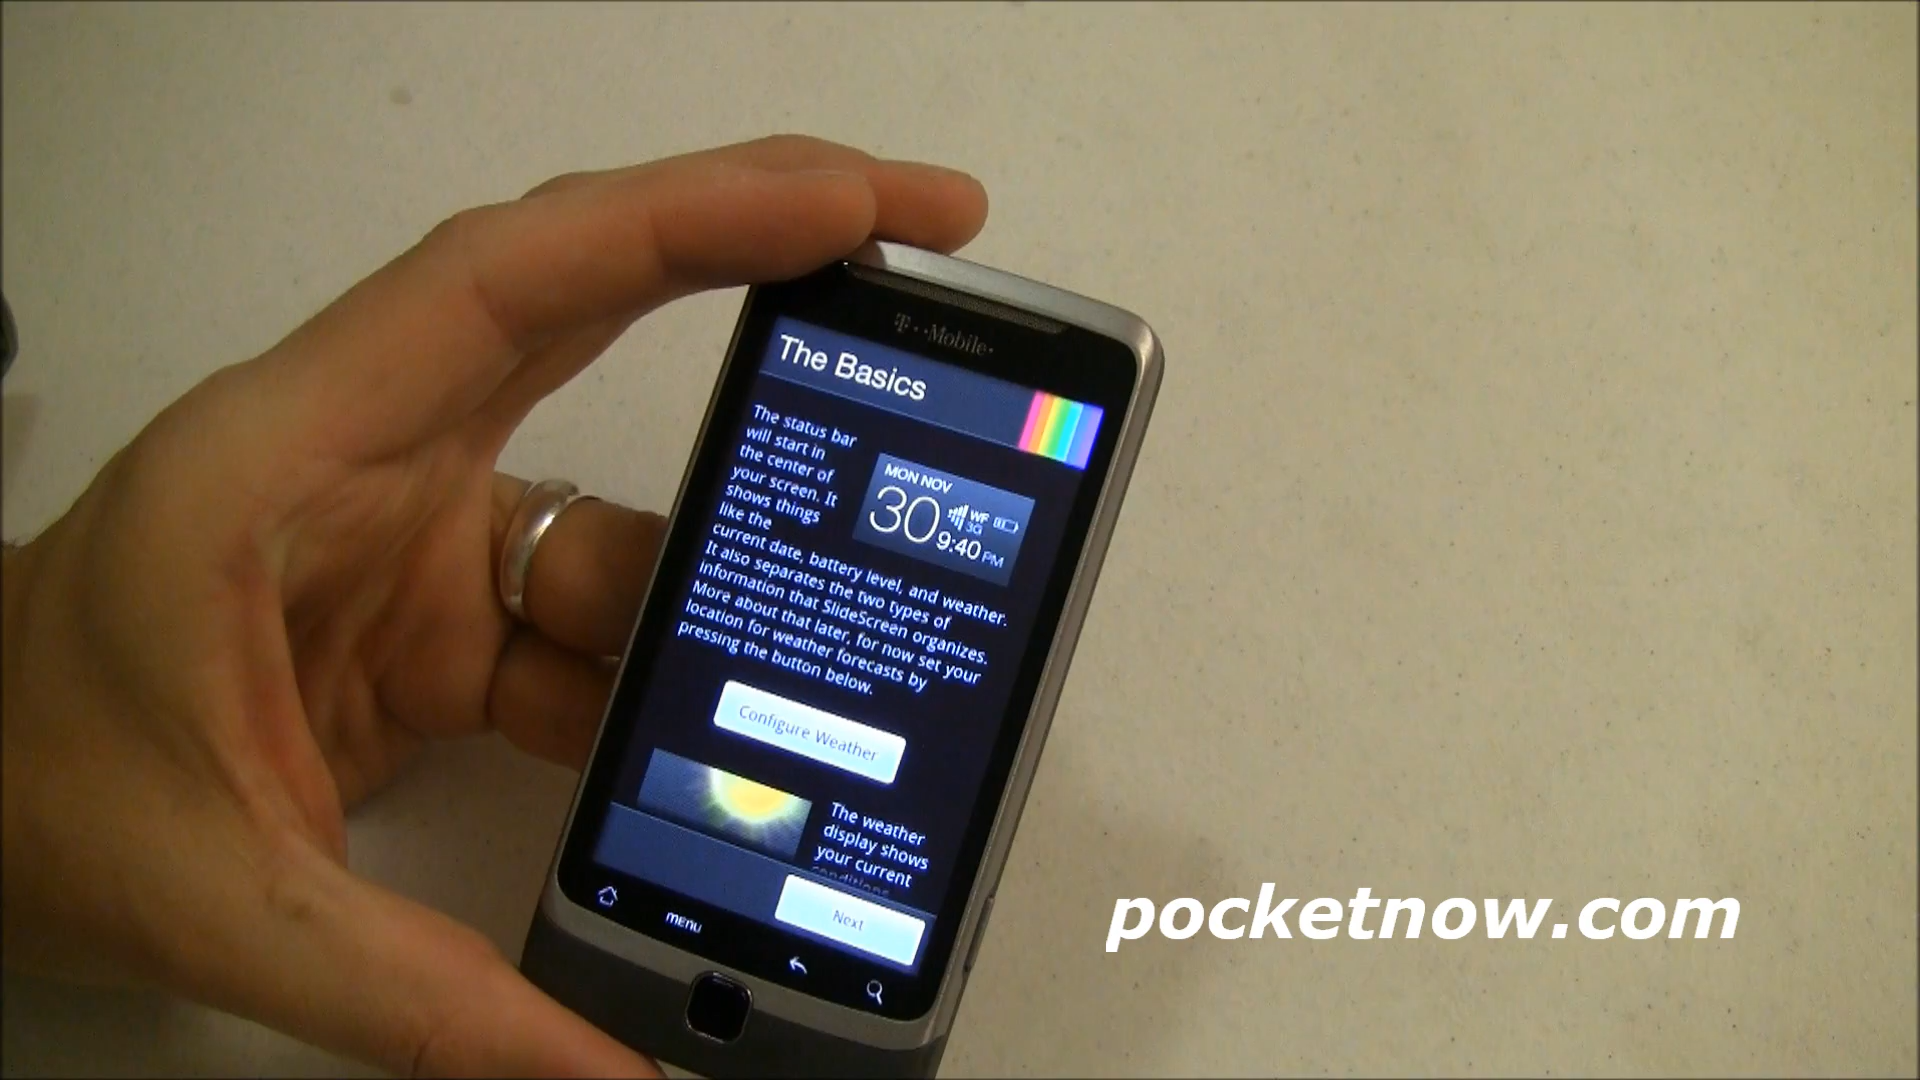 T··Mobile·
The Basics
The status bar
will start in
the center of
your screen. It
shows things
like the
current date, battery level, and weather.
It also separates the two types of
information that SlideScreen organizes.
More about that later, for now set your
location for weather forecasts by
pressing the button below.
MON NOV
30
WF
3G
9:40 PM
Configure Weather
The weather
display shows
your current
conditions
Next
menu
pocketnow.com